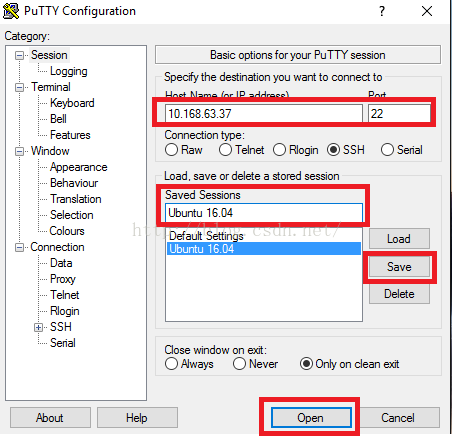 PuTTY Configuration
?
Category:
Session
Logging
Terminal
Keyboard
Bell
Features
Window
Appearance
Behaviour
Translation
Selection
Colours
Connection
Data
Proxy
Telnet
Rlogin
SSH
Serial
Basic options for your PuTTY session
Specify the destination you want to connect to
Host Name (or IP address) Port
10.168.63.37 22
Connection type:
Raw Telnet Rlogin SSH Serial
Load, save or delete a stored session
Saved Sessions
Ubuntu 16.04
Default Settings
Ubuntu 16.04
Load
Save
Delete
Close window on exit:
Always Never Only on clean exit
About Help Open Cancel